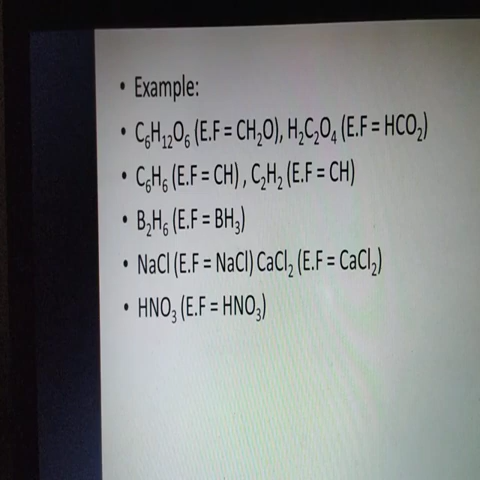 • Example:
• C₆H₁₂O₆ (E.F = CH₂O), H₂C₂O₄ (E.F = HCO₂)
• C₆H₆ (E.F = CH) , C₂H₂ (E.F = CH)
• B₂H₆ (E.F = BH₃)
• NaCl (E.F = NaCl) CaCl₂ (E.F = CaCl₂)
• HNO₃ (E.F = HNO₃)